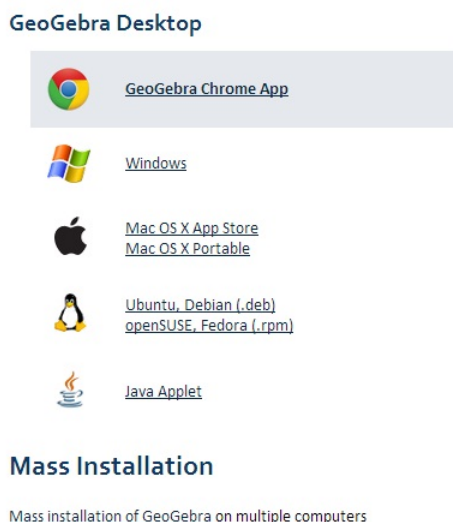 GeoGebra Desktop
GeoGebra Chrome App
Windows
Mac OS X App Store
Mac OS X Portable
Ubuntu, Debian (.deb)
openSUSE, Fedora (.rpm)
Java Applet
Mass Installation
Mass installation of GeoGebra on multiple computers